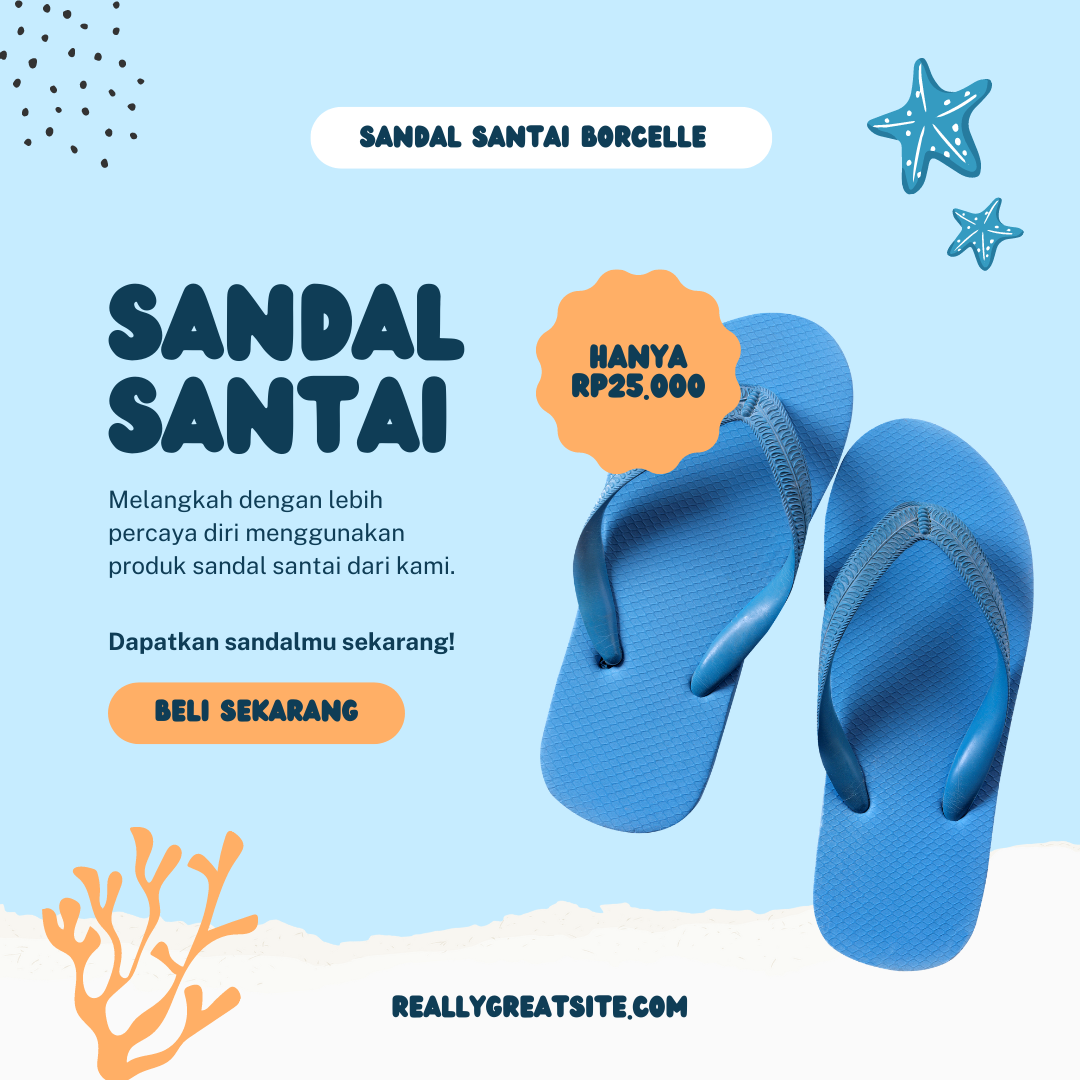 SANDAL SANTAI BORCELLE
SANDAL
SANTAI
HANYA
RP25.000
Melangkah dengan lebih
percaya diri menggunakan
produk sandal santai dari kami.
Dapatkan sandalmu sekarang!
BELI SEKARANG
REALLYGREATSITE.COM